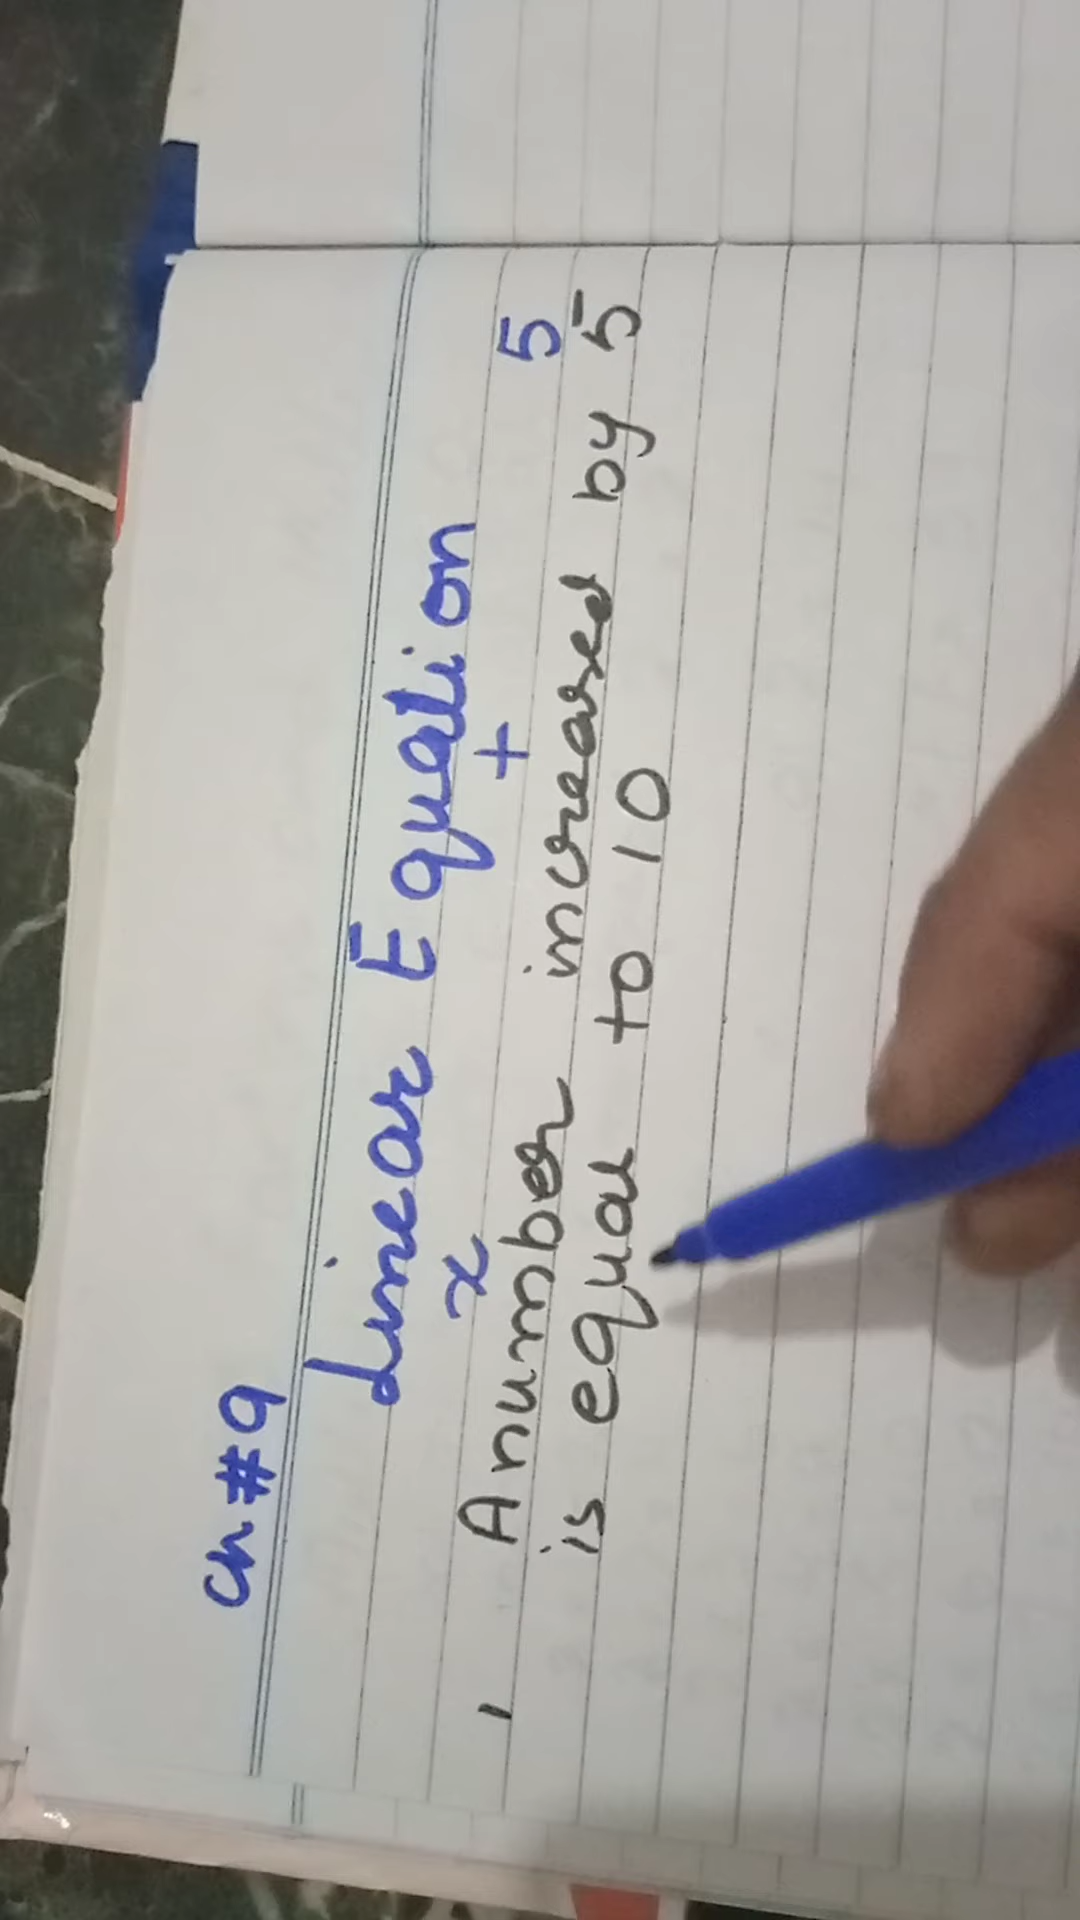 Ch #9
Linear Equation
x + 5
1 A number increased by 5
is equal to 10